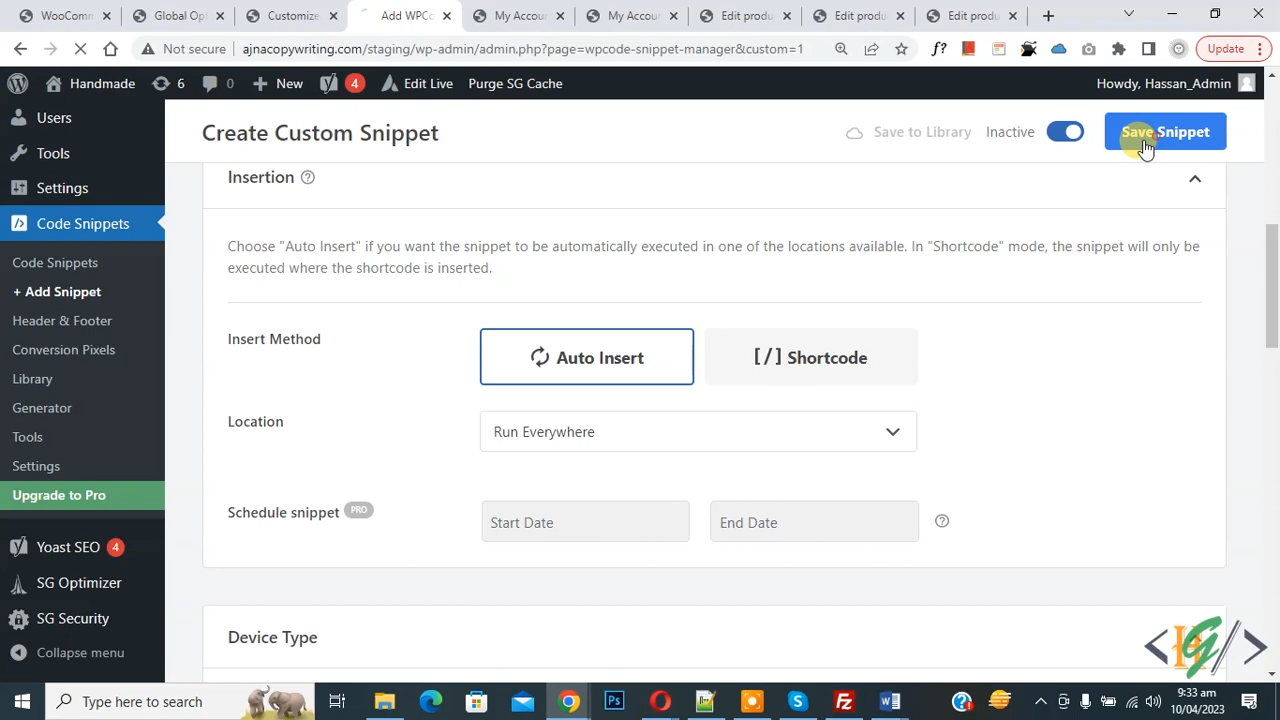 WooComm
Global Opt
Customize
Add WPCo
My Accour
My Accour
Edit produ
Edit produ
Edit produ
Not secure
ajnacopywriting.com/staging/wp-admin/admin.php?page=wpcode-snippet-manager&custom=1
f?
Update
Handmade
6
0
New
4
Edit Live
Purge SG Cache
Howdy, Hassan_Admin
Users
Tools
Settings
Code Snippets
Code Snippets
+ Add Snippet
Header & Footer
Conversion Pixels
Library
Generator
Tools
Settings
Upgrade to Pro
Yoast SEO 4
SG Optimizer
SG Security
Collapse menu
Create Custom Snippet
Save to Library
Inactive
Save Snippet
Insertion
Choose "Auto Insert" if you want the snippet to be automatically executed in one of the locations available. In "Shortcode" mode, the snippet will only be
executed where the shortcode is inserted.
Insert Method
Auto Insert
[/] Shortcode
Location
Run Everywhere
Schedule snippet PRO
Start Date
End Date
Device Type
Type here to search
9:33 am
10/04/2023